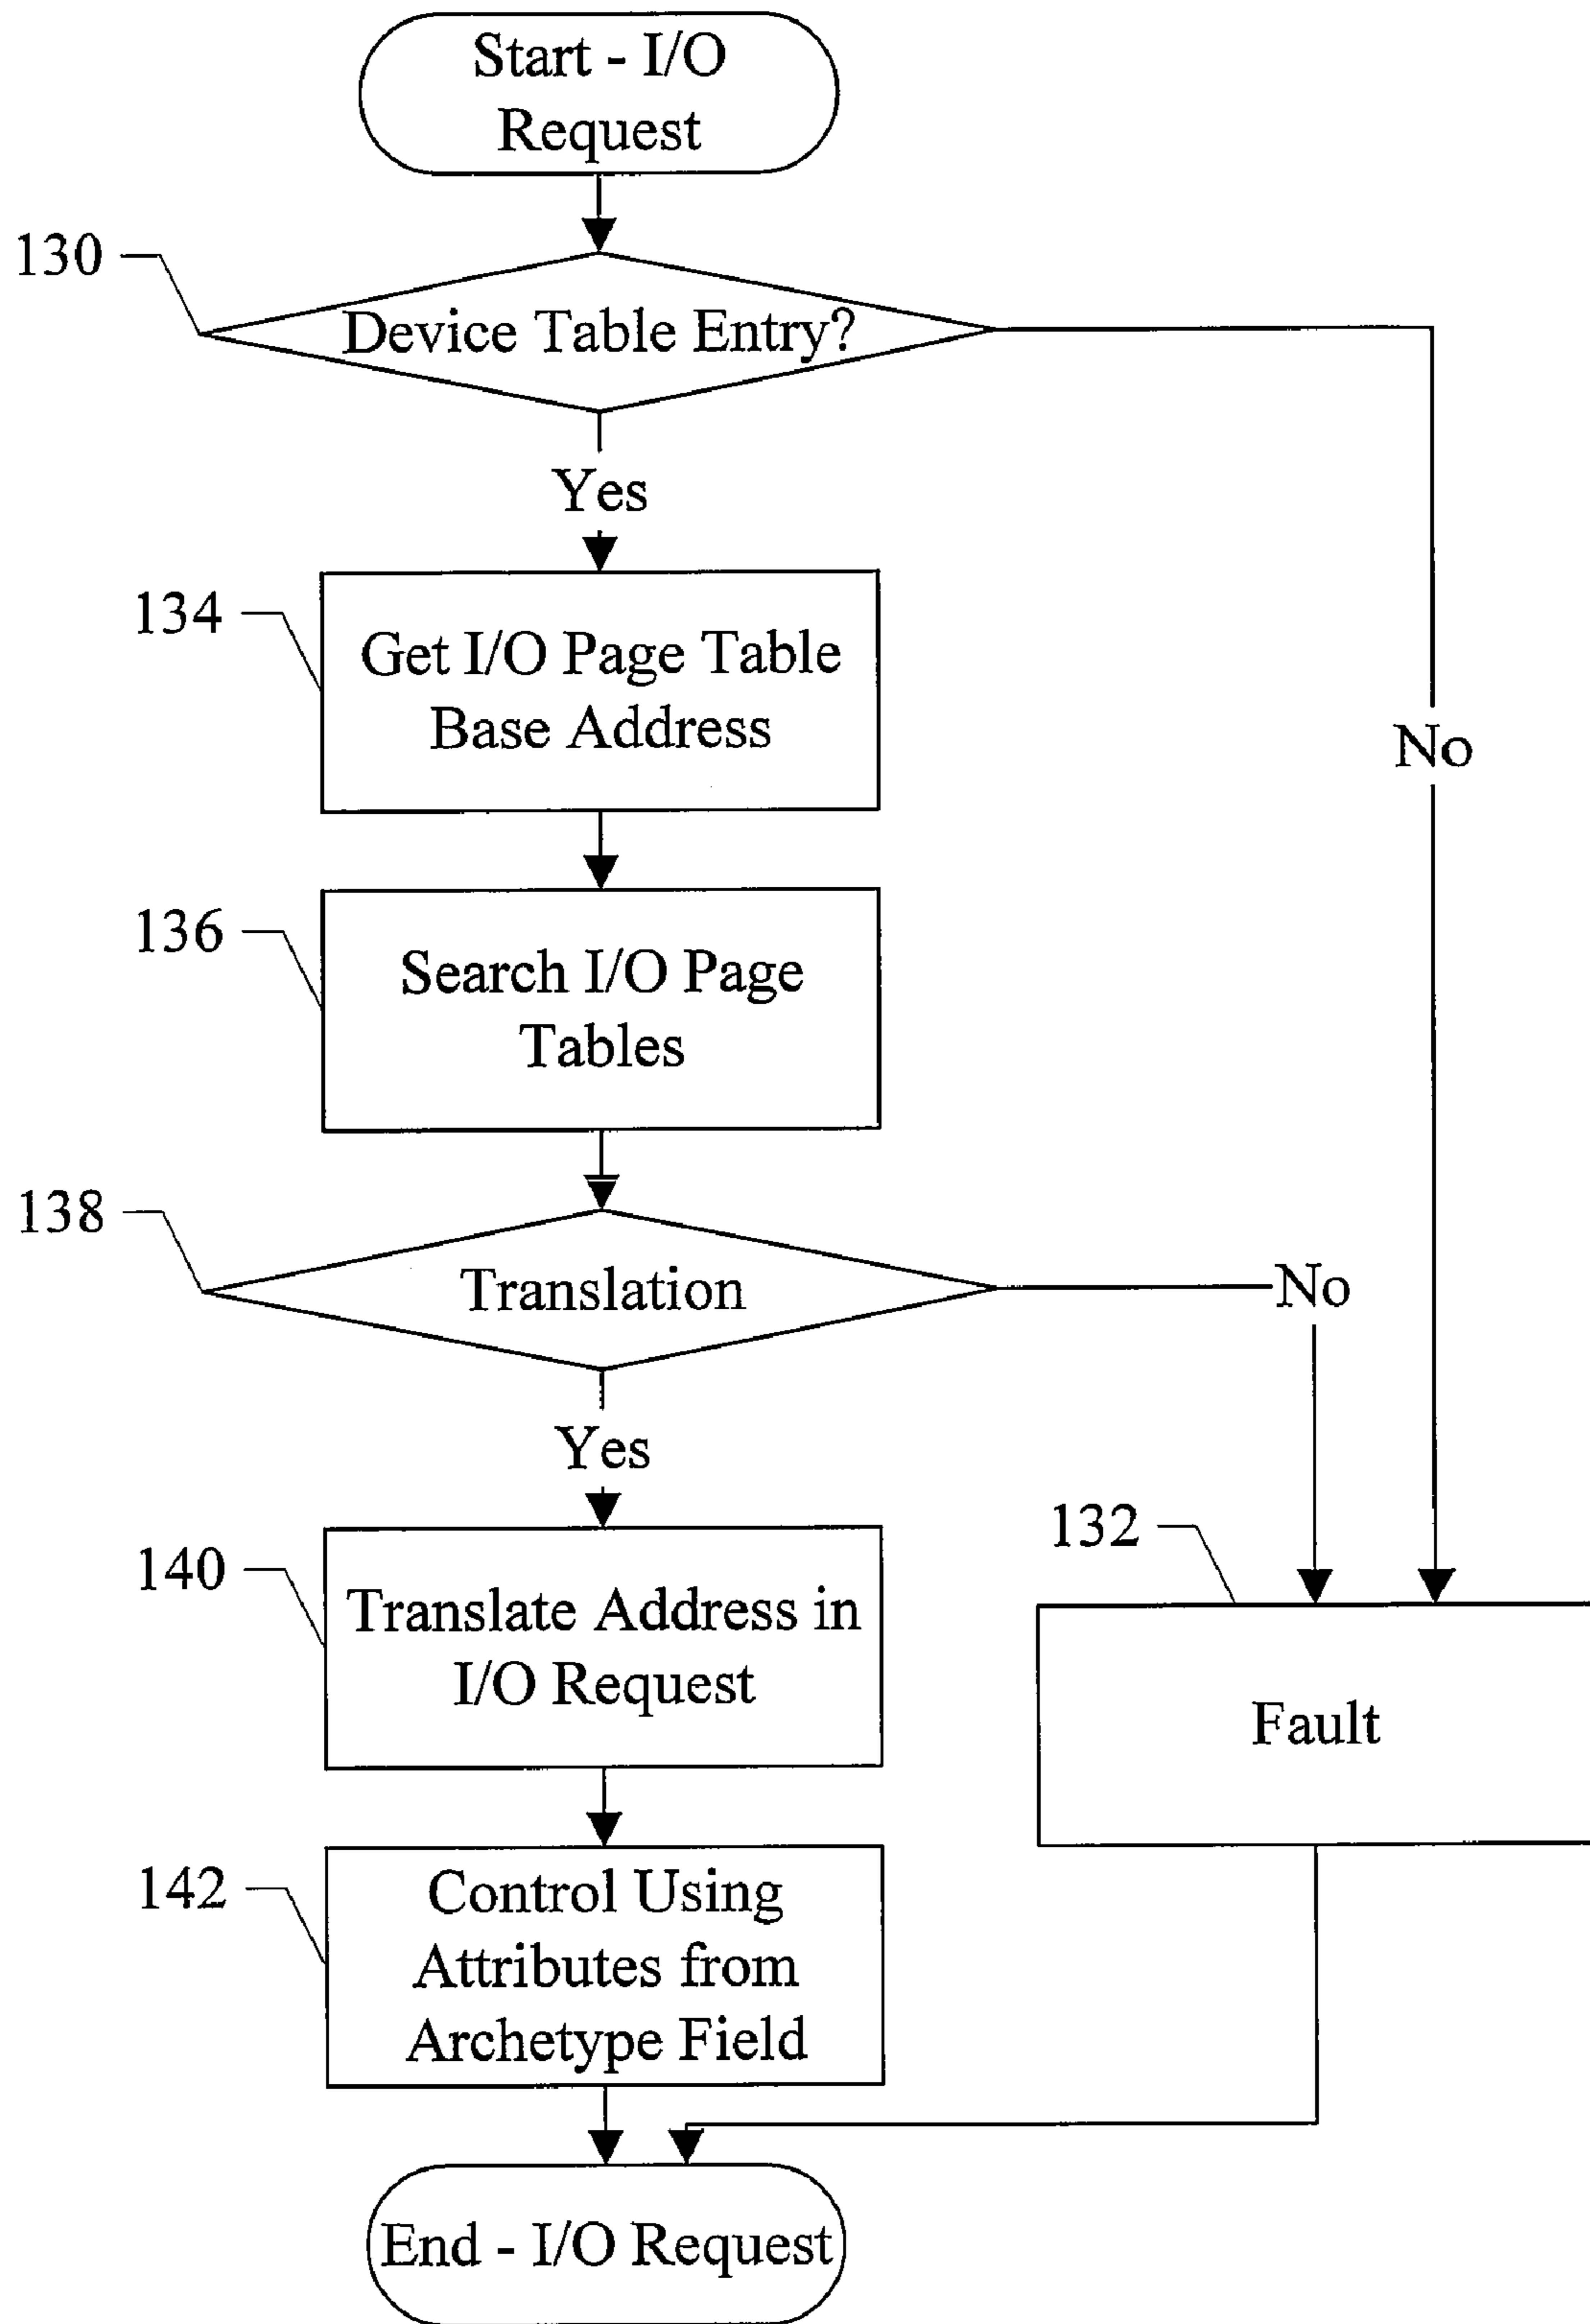 Start - I/O
Request
130
Device Table Entry?
Yes
134
Get I/O Page Table
Base Address
No
136
Search I/O Page
Tables
138
Translation
No
Yes
132
140
Translate Address in
I/O Request
Fault
142
Control Using
Attributes from
Archetype Field
End - I/O Request